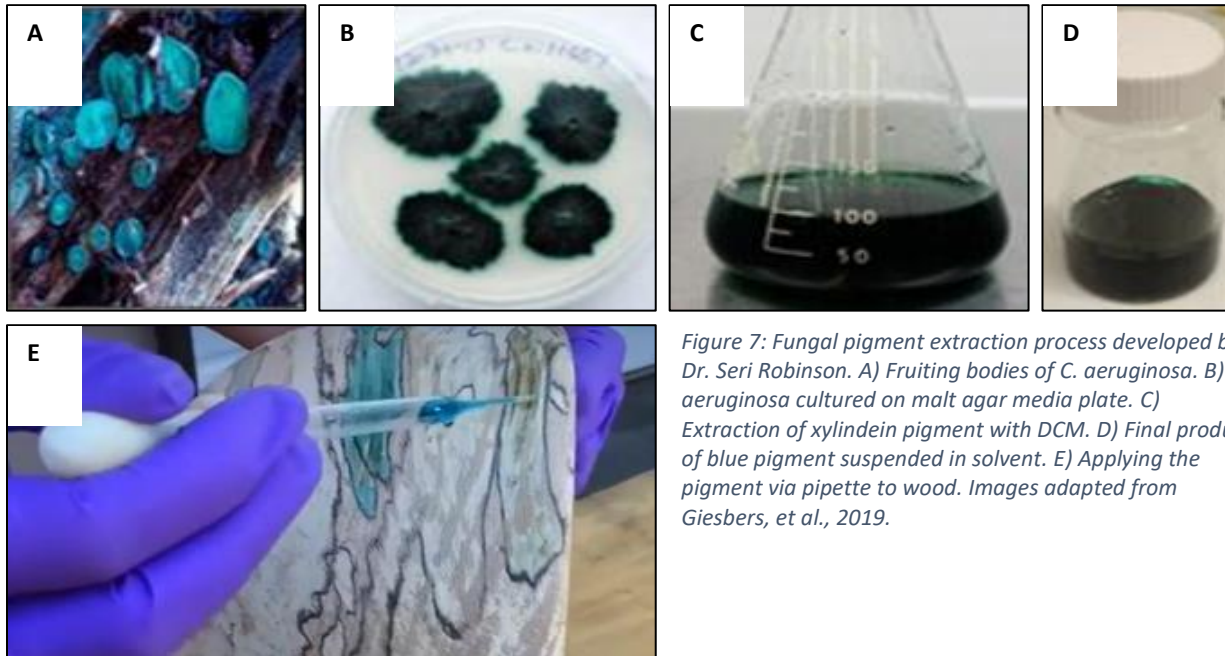 A
B
C
D
150
100
50
E
Figure 7: Fungal pigment extraction process developed b
Dr. Seri Robinson. A) Fruiting bodies of C. aeruginosa. B)
aeruginosa cultured on malt agar media plate. C)
Extraction of xylindein pigment with DCM. D) Final produ
of blue pigment suspended in solvent. E) Applying the
pigment via pipette to wood. Images adapted from
Giesbers, et al., 2019.